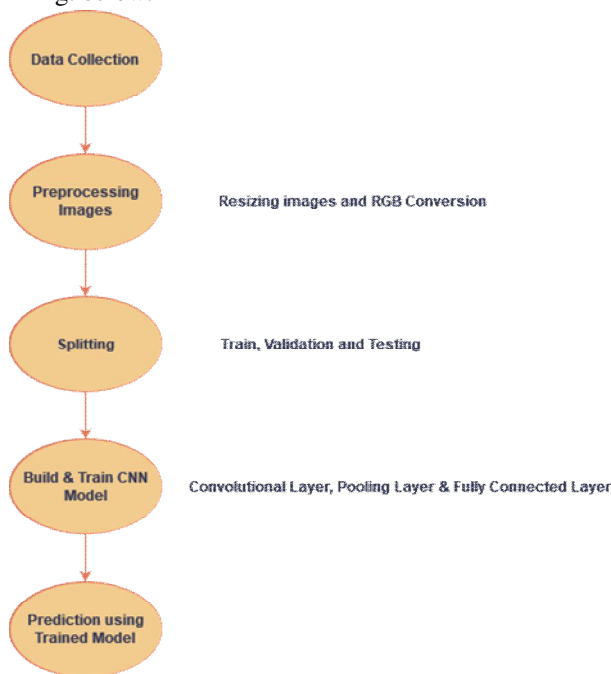 Data Collection
Preprocessing
Images
Resizing images and RGB Conversion
Splitting
Train, Validation and Testing
Build & Train CNN
Model
Convolutional Layer, Pooling Layer & Fully Connected Layer
Prediction using
Trained Model